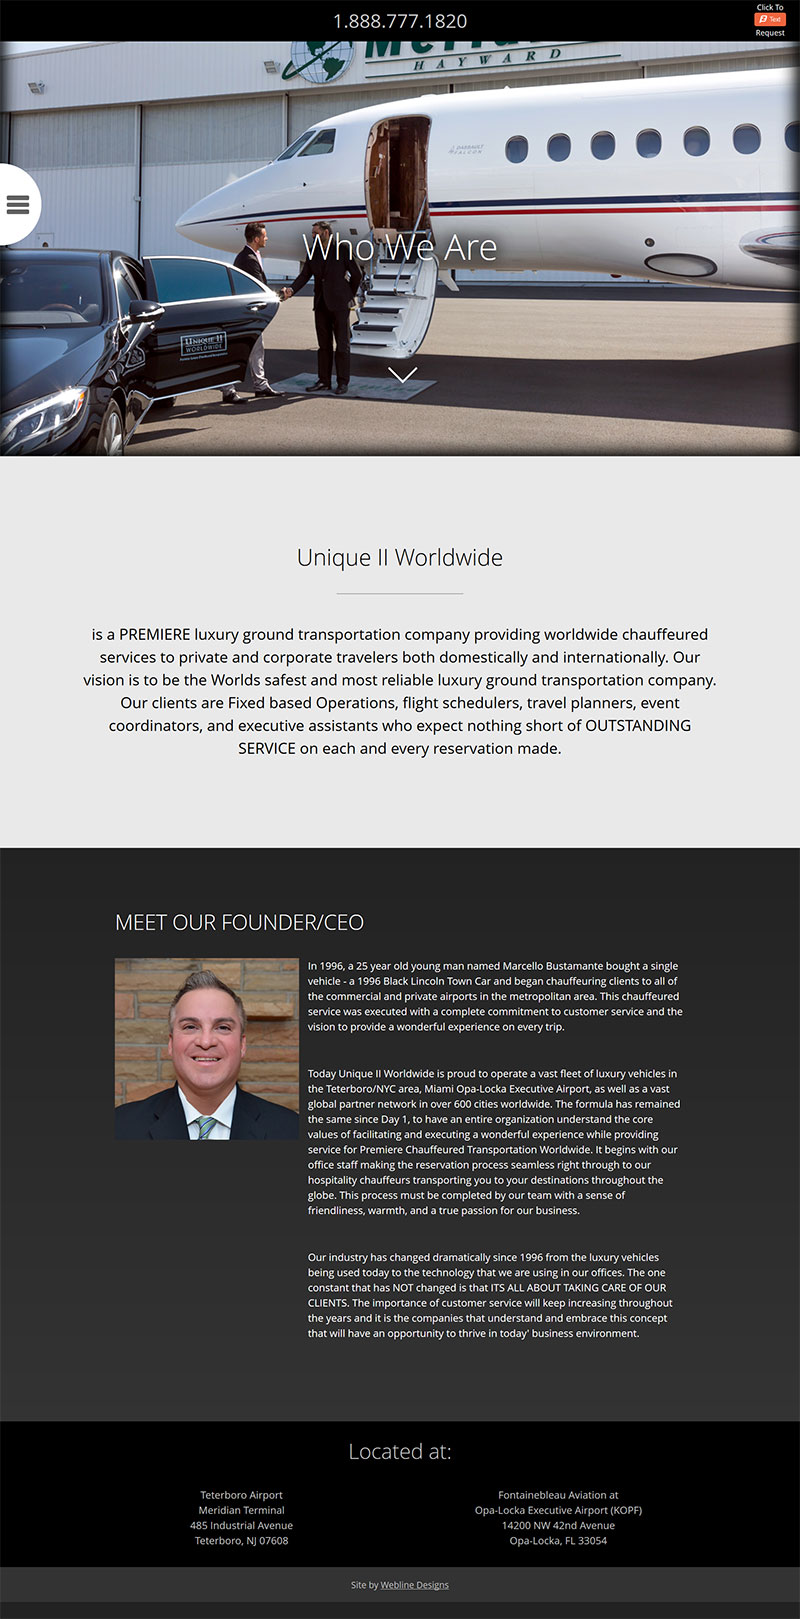 1.888.777.1820
Click To
Text
Request
HAYWARD
DASSAULT
FALCON
Who We Are
UNIQUE II
WORLDWIDE
Unique II Worldwide
is a PREMIERE luxury ground transportation company providing worldwide chauffeured
services to private and corporate travelers both domestically and internationally. Our
vision is to be the Worlds safest and most reliable luxury ground transportation company.
Our clients are Fixed based Operations, flight schedulers, travel planners, event
coordinators, and executive assistants who expect nothing short of OUTSTANDING
SERVICE on each and every reservation made.
MEET OUR FOUNDER/CEO
In 1996, a 25 year old young man named Marcello Bustamante bought a single
vehicle - a 1996 Black Lincoln Town Car and began chauffeuring clients to all of
the commercial and private airports in the metropolitan area. This chauffeured
service was executed with a complete commitment to customer service and the
vision to provide a wonderful experience on every trip.
Today Unique II Worldwide is proud to operate a vast fleet of luxury vehicles in
the Teterboro/NYC area, Miami Opa-Locka Executive Airport, as well as a vast
global partner network in over 600 cities worldwide. The formula has remained
the same since Day 1, to have an entire organization understand the core
values of facilitating and executing a wonderful experience while providing
service for Premiere Chauffeured Transportation Worldwide. It begins with our
office staff making the reservation process seamless right through to our
hospitality chauffeurs transporting you to your destinations throughout the
globe. This process must be completed by our team with a sense of
friendliness, warmth, and a true passion for our business.
Our industry has changed dramatically since 1996 from the luxury vehicles
being used today to the technology that we are using in our offices. The one
constant that has NOT changed is that ITS ALL ABOUT TAKING CARE OF OUR
CLIENTS. The importance of customer service will keep increasing throughout
the years and it is the companies that understand and embrace this concept
that will have an opportunity to thrive in today' business environment.
Located at:
Teterboro Airport
Meridian Terminal
485 Industrial Avenue
Teterboro, NJ 07608
Fontainebleau Aviation at
Opa-Locka Executive Airport (KOPF)
14200 NW 42nd Avenue
Opa-Locka, FL 33054
Site by Webline Designs